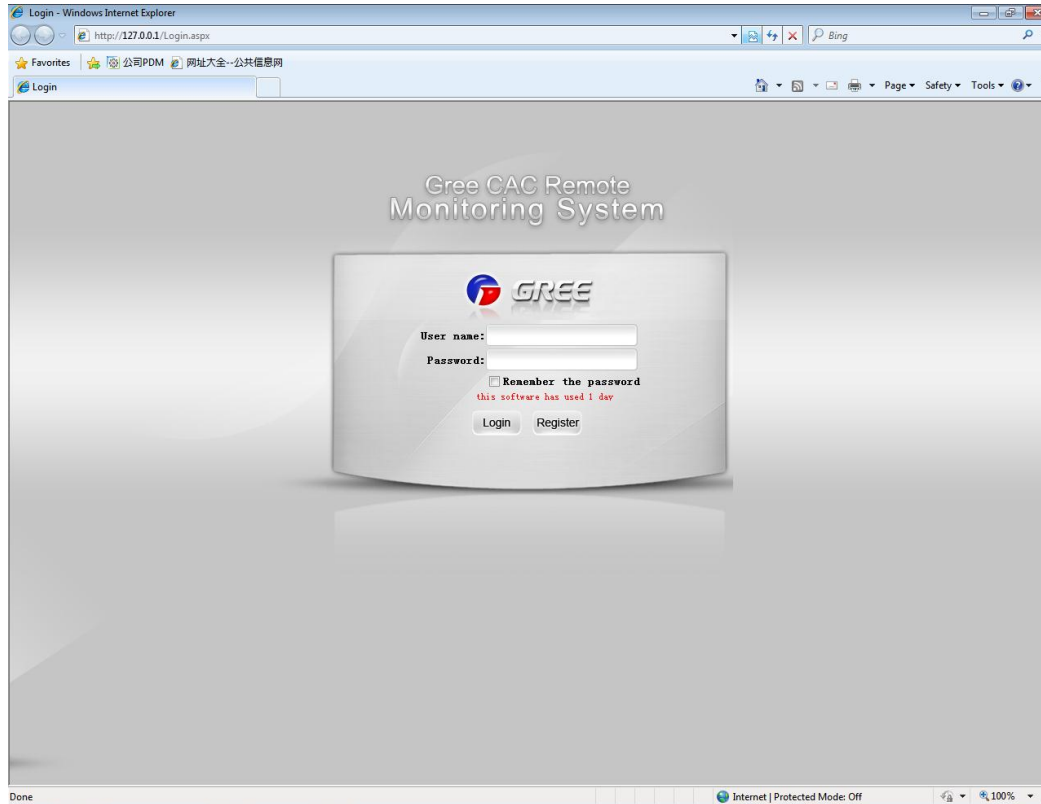 Login - Windows Internet Explorer
http://127.0.0.1/Login.aspx
Bing
Favorites 公司PDM 网址大全--公共信息网
Login
Page Safety Tools
Gree CAC Remote
Monitoring System
GREE
User name:
Password:
Remember the password
this software has used 1 day
Login Register
Done
Internet | Protected Mode: Off
100%